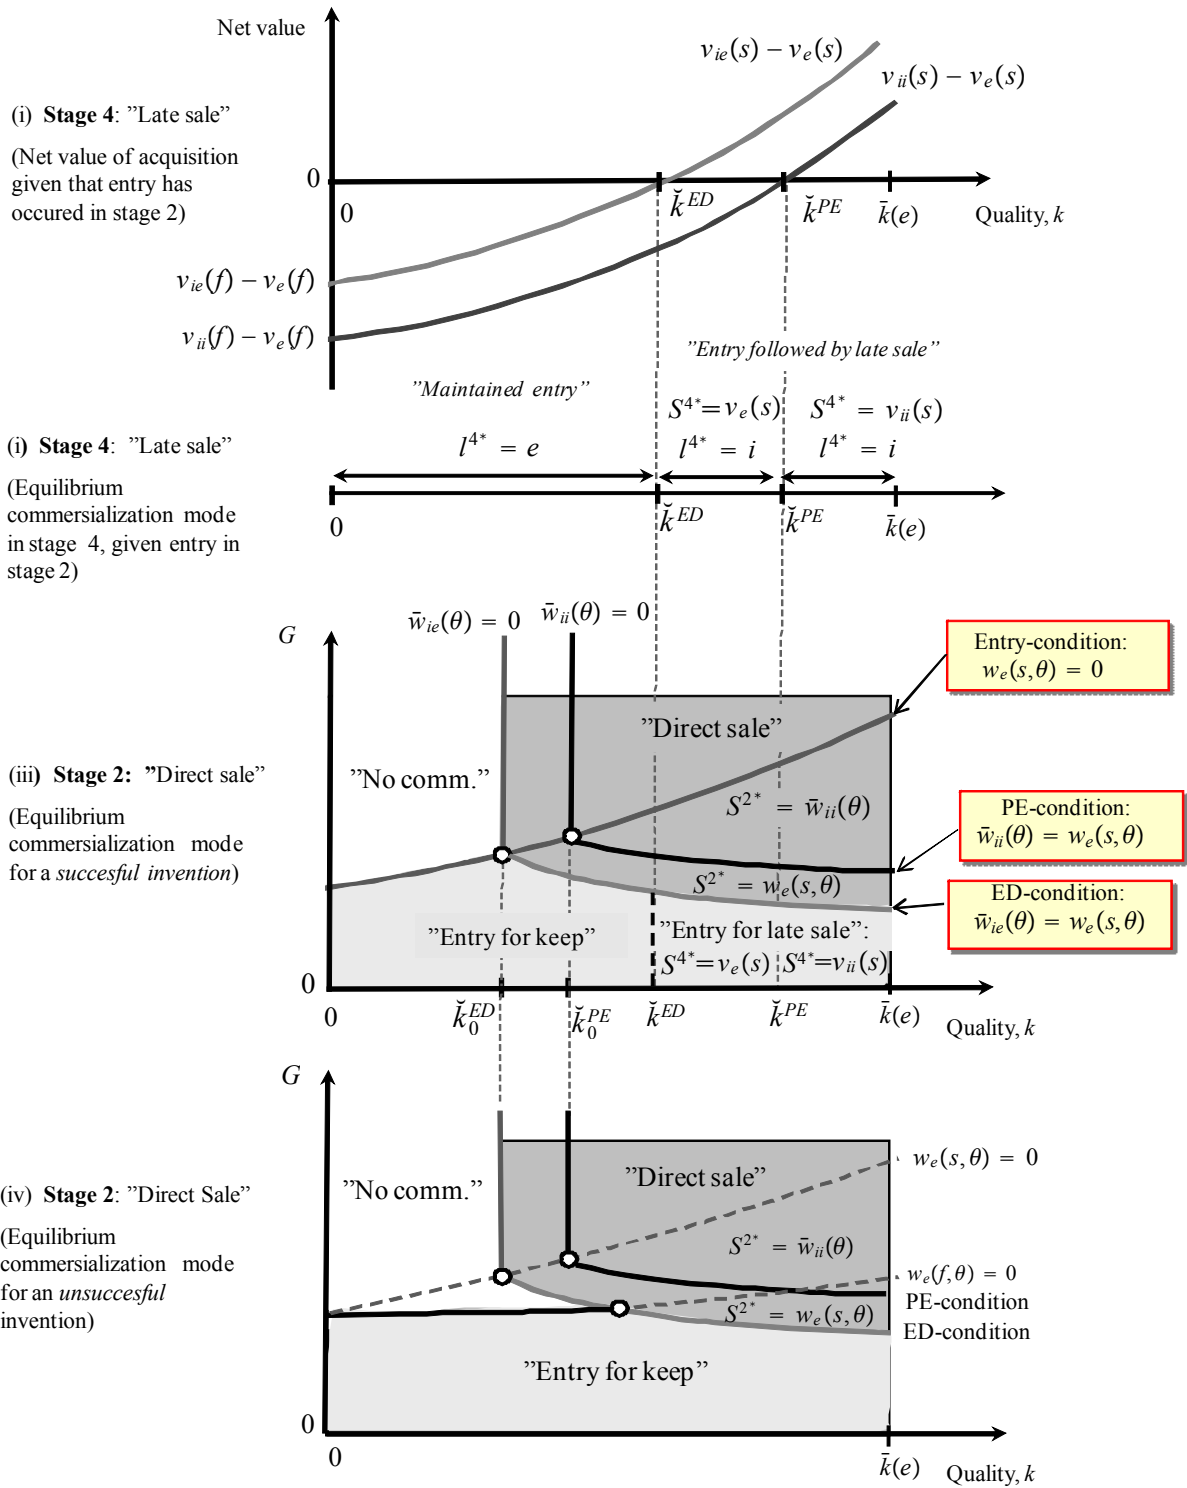 Net value
v_ie(s) − v_e(s)
v_ii(s) − v_e(s)
(i) Stage 4: ”Late sale”
(Net value of acquisition
given that entry has
occured in stage 2)
0
0
ǩ^ED
ǩ^PE
k̄(e)
Quality, k
v_ie(f) − v_e(f)
v_ii(f) − v_e(f)
”Entry followed by late sale”
”Maintained entry”
S^4* = v_e(s)
S^4* = v_ii(s)
(i) Stage 4: ”Late sale”
l^4* = e
l^4* = i
l^4* = i
(Equilibrium
commersialization mode
in stage 4, given entry in
stage 2)
0
ǩ^ED
ǩ^PE
k̄(e)
G
w̄_ie(θ) = 0
w̄_ii(θ) = 0
Entry-condition:
w_e(s,θ) = 0
”Direct sale”
(iii) Stage 2: ”Direct sale”
”No comm.”
S^2* = w̄_ii(θ)
(Equilibrium
commersialization mode
for a succesful invention)
PE-condition:
w̄_ii(θ) = w_e(s,θ)
S^2* = w_e(s,θ)
ED-condition:
w̄_ie(θ) = w_e(s,θ)
”Entry for keep”
”Entry for late sale”:
S^4* = v_e(s)
S^4* = v_ii(s)
0
0
ǩ_0^ED
ǩ_0^PE
ǩ^ED
ǩ^PE
k̄(e)
Quality, k
G
w_e(s,θ) = 0
”Direct sale”
(iv) Stage 2: ”Direct Sale”
”No comm.”
(Equilibrium
commersialization mode
for an unsuccesful
invention)
S^2* = w̄_ii(θ)
w_e(f,θ) = 0
PE-condition
S^2* = w_e(s,θ)
ED-condition
”Entry for keep”
0
0
k̄(e)
Quality, k